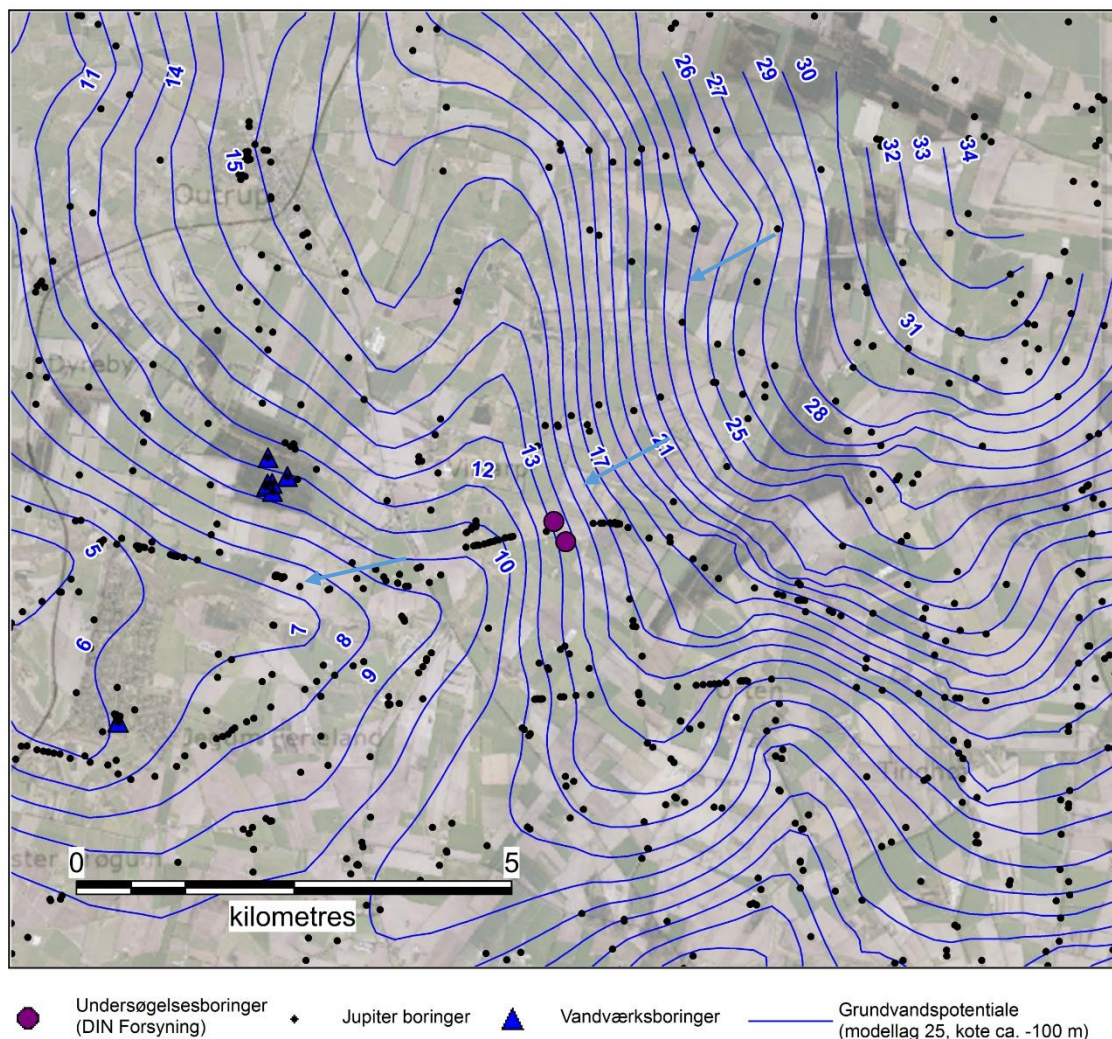 26
27
29
30
11
14
32
33
34
15
Outrup
31
Dyreby
28
25
21
17
13
12
10
5
6
7
8
9
Tindh
0 5
kilometres
Undersøgelsesboringer
(DIN Forsyning)
Jupiter boringer
Vandværksboringer
Grundvandspotentiale
(modellag 25, kote ca. -100 m)